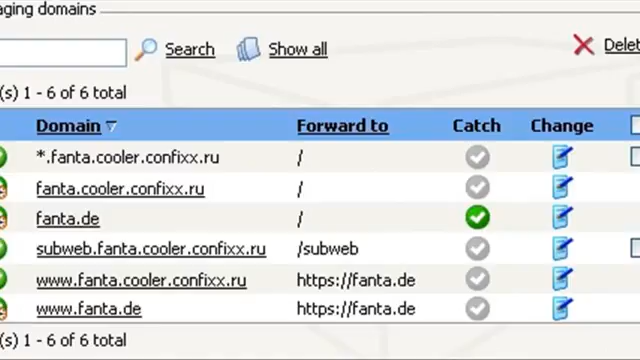 aging domains
Search Show all Delet
(s) 1 - 6 of 6 total
Domain Forward to Catch Change
*.fanta.cooler.confixx.ru /
fanta.cooler.confixx.ru /
fanta.de /
subweb.fanta.cooler.confixx.ru /subweb
www.fanta.cooler.confixx.ru https://fanta.de
www.fanta.de https://fanta.de
(s) 1 - 6 of 6 total